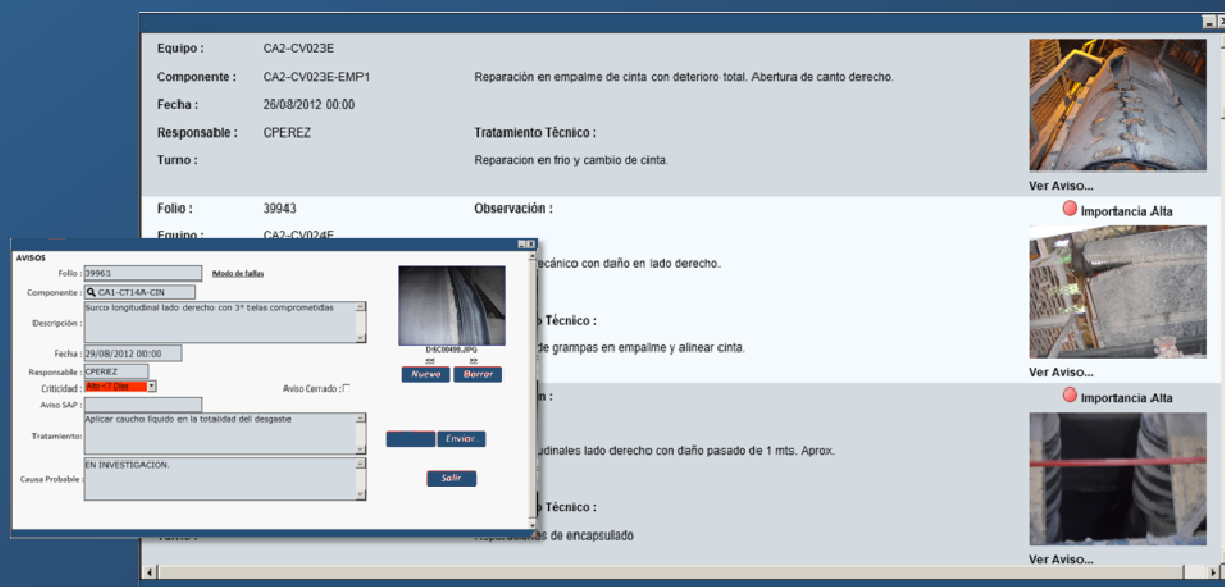 Equipo : CA2-CV023E
Componente : CA2-CV023E-EMP1 Reparación en empalme de cinta con deterioro total. Abertura de canto derecho.
Fecha : 26/08/2012 00:00
Responsable : CPEREZ Tratamiento Técnico :
Turno : Reparacion en frio y cambio de cinta.
Ver Aviso...
Folio : 39943 Observación : Importancia Alta
Equipo : CA2-CV024E
ecánico con daño en lado derecho.
Técnico :
de grampas en empalme y alinear cinta.
Ver Aviso...
Importancia Alta
udinales lado derecho con daño pasado de 1 mts. Aprox.
Técnico :
de encapsulado
Ver Aviso...
AVISOS
Folio : 39961 Modo de fallas
Componente : CA1-CT14A-CIN
Descripción : Surco longitudinal lado derecho con 3° telas comprometidas
DSC00499.JPG
<< >>
Fecha : 29/08/2012 00:00
Nuevo Borrar
Responsable : CPEREZ
Criticidad : Alto <7 Dias Aviso Cerrado :
Aviso SAP :
Tratamiento: Aplicar caucho liquido en la totalidad del desgaste
Enviar..
Causa Probable : EN INVESTIGACION.
Salir